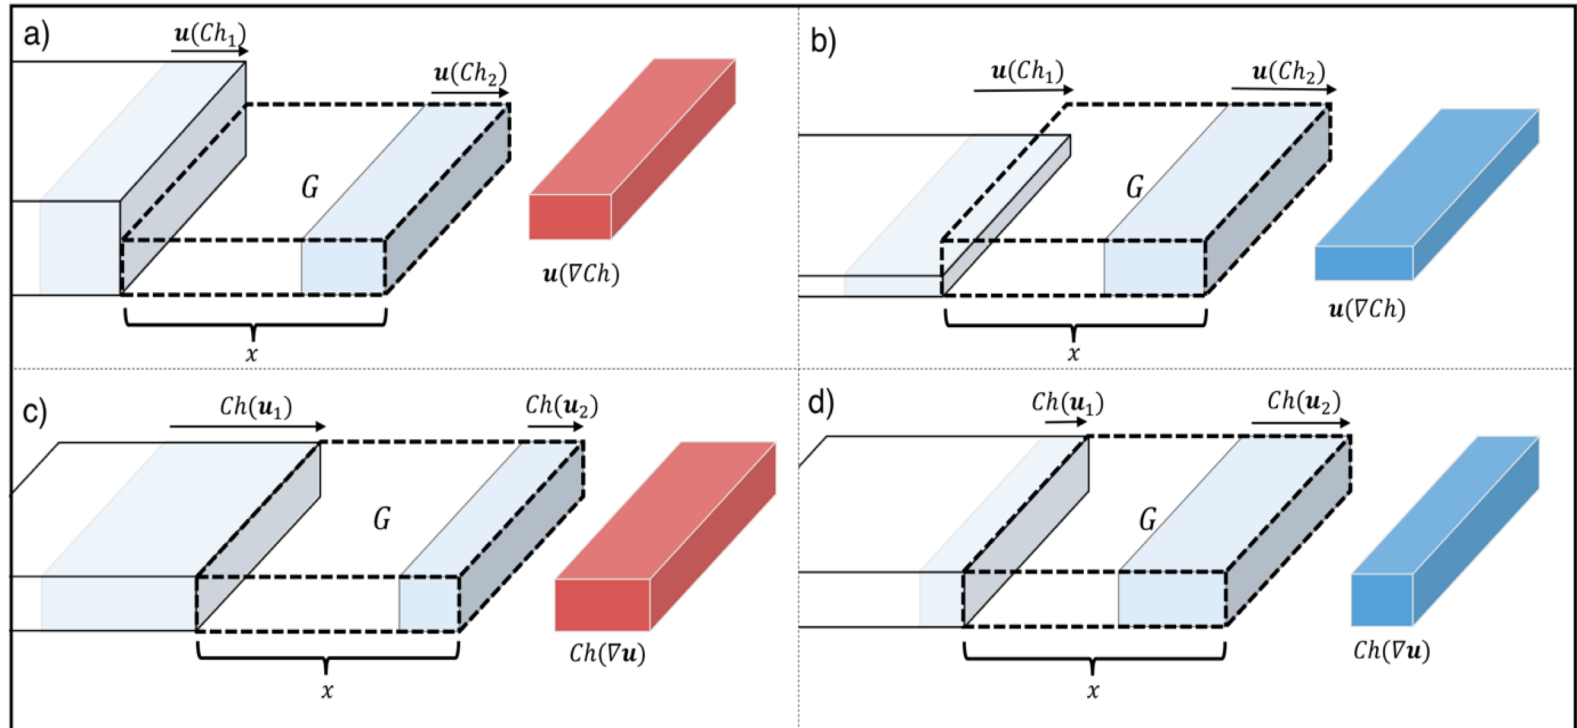 a)
𝒖(𝐶ℎ₁)
𝒖(𝐶ℎ₂)
𝐺
𝒖(∇𝐶ℎ)
𝑥
b)
𝒖(𝐶ℎ₁)
𝒖(𝐶ℎ₂)
𝐺
𝒖(∇𝐶ℎ)
𝑥
c)
𝐶ℎ(𝒖₁)
𝐶ℎ(𝒖₂)
𝐺
𝐶ℎ(∇𝒖)
𝑥
d)
𝐶ℎ(𝒖₁)
𝐶ℎ(𝒖₂)
𝐺
𝐶ℎ(∇𝒖)
𝑥